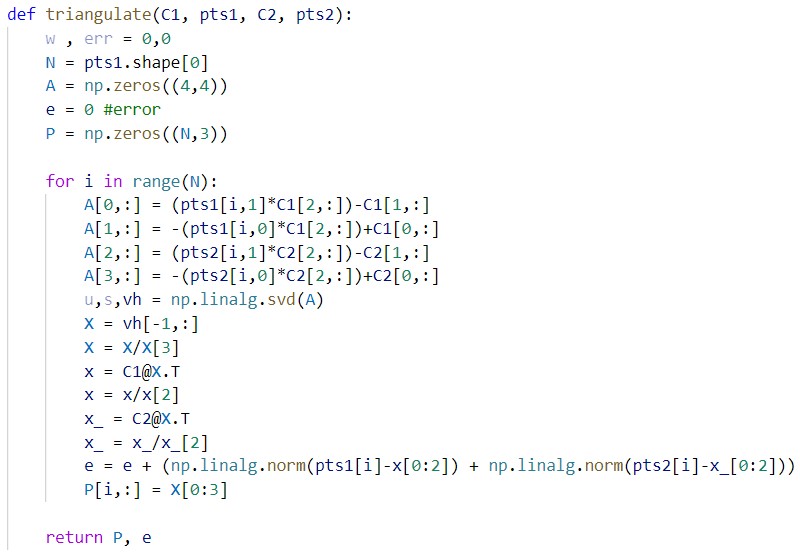 def triangulate(C1, pts1, C2, pts2):
    w , err = 0,0
    N = pts1.shape[0]
    A = np.zeros((4,4))
    e = 0 #error
    P = np.zeros((N,3))

    for i in range(N):
        A[0,:] = (pts1[i,1]*C1[2,:])-C1[1,:]
        A[1,:] = -(pts1[i,0]*C1[2,:])+C1[0,:]
        A[2,:] = (pts2[i,1]*C2[2,:])-C2[1,:]
        A[3,:] = -(pts2[i,0]*C2[2,:])+C2[0,:]
        u,s,vh = np.linalg.svd(A)
        X = vh[-1,:]
        X = X/X[3]
        x = C1@X.T
        x = x/x[2]
        x_ = C2@X.T
        x_ = x_/x_[2]
        e = e + (np.linalg.norm(pts1[i]-x[0:2]) + np.linalg.norm(pts2[i]-x_[0:2]))
        P[i,:] = X[0:3]

    return P, e